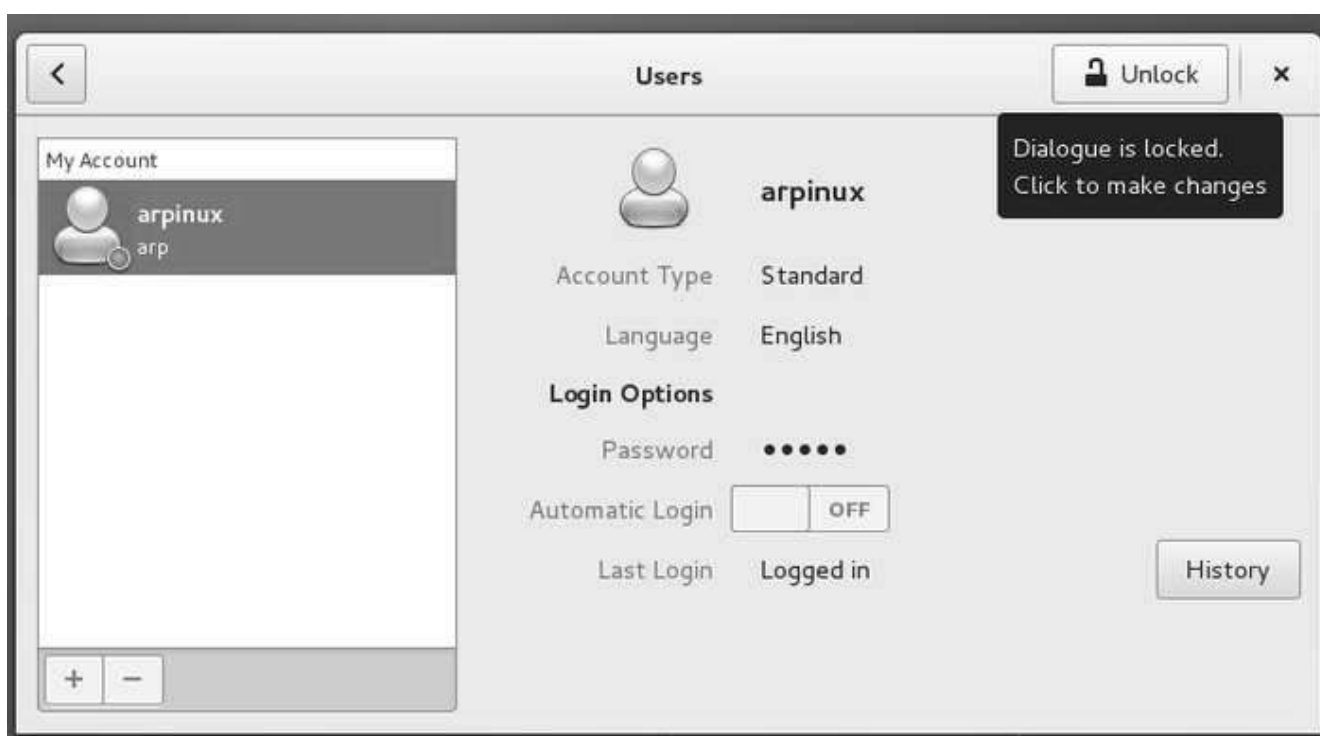 Users
Unlock
Dialogue is locked.
Click to make changes
My Account
arpinux
arp
arpinux
Account Type Standard
Language English
Login Options
Password •••••
Automatic Login OFF
Last Login Logged in
History